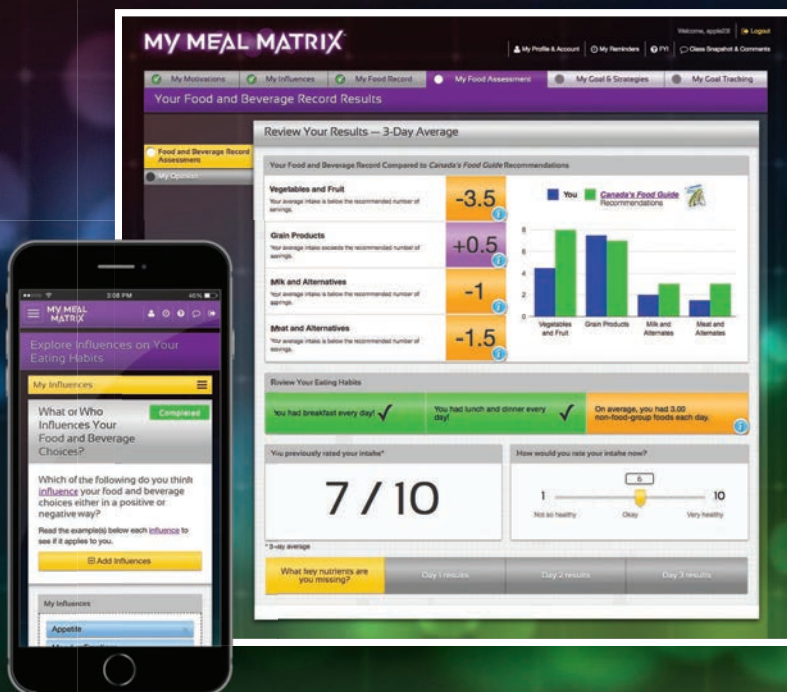 MY MEAL MATRIX
Welcome, apple23!
Logout
My Profile & Account
My Reminders
FYI
Class Snapshot & Comments
My Motivations
My Influences
My Food Record
My Food Assessment
My Goal & Strategies
My Goal Tracking
Your Food and Beverage Record Results
Food and Beverage Record
Assessment
My Opinion
Review Your Results — 3-Day Average
Your Food and Beverage Record Compared to Canada's Food Guide Recommendations
Vegetables and Fruit
Your average intake is below the recommended number of
servings.
-3.5
Grain Products
Your average intake exceeds the recommended number of
servings.
+0.5
Milk and Alternatives
Your average intake is below the recommended number of
servings.
-1
Meat and Alternatives
Your average intake is below the recommended number of
servings.
-1.5
You
Canada's Food Guide
Recommendations
8
6
4
2
0
Vegetables
and Fruit
Grain Products
Milk and
Alternates
Meat and
Alternates
Review Your Eating Habits
You had breakfast every day!
You had lunch and dinner every
day!
On average, you had 3.00
non-food-group foods each day.
You previously rated your intake*
7 / 10
How would you rate your intake now?
6
1
10
Not so healthy
Okay
Very healthy
* 3-day average
What key nutrients are
you missing?
Day 1 results
Day 2 results
Day 3 results
3:08 PM
46%
MY MEAL
MATRIX
Explore Influences on Your
Eating Habits
My Influences
What or Who
Influences Your
Food and Beverage
Choices?
Completed
Which of the following do you think
influence your food and beverage
choices either in a positive or
negative way?
Read the example(s) below each influence to
see if it applies to you.
Add Influences
My Influences
Appetite